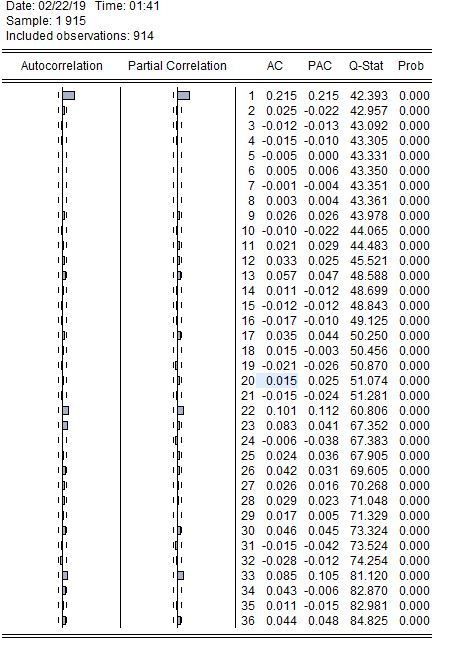 Date: 02/22/19 Time: 01:41
Sample: 1 915
Included observations: 914
Autocorrelation Partial Correlation AC PAC Q-Stat Prob
1 0.215 0.215 42.393 0.000
2 0.025 -0.022 42.957 0.000
3 -0.012 -0.013 43.092 0.000
4 -0.015 -0.010 43.305 0.000
5 -0.005 0.000 43.331 0.000
6 0.005 0.006 43.350 0.000
7 -0.001 -0.004 43.351 0.000
8 0.003 0.004 43.361 0.000
9 0.026 0.026 43.978 0.000
10 -0.010 -0.022 44.065 0.000
11 0.021 0.029 44.483 0.000
12 0.033 0.025 45.521 0.000
13 0.057 0.047 48.588 0.000
14 0.011 -0.012 48.699 0.000
15 -0.012 -0.012 48.843 0.000
16 -0.017 -0.010 49.125 0.000
17 0.035 0.044 50.250 0.000
18 0.015 -0.003 50.456 0.000
19 -0.021 -0.026 50.870 0.000
20 0.015 0.025 51.074 0.000
21 -0.015 -0.024 51.281 0.000
22 0.101 0.112 60.806 0.000
23 0.083 0.041 67.352 0.000
24 -0.006 -0.038 67.383 0.000
25 0.024 0.036 67.905 0.000
26 0.042 0.031 69.605 0.000
27 0.026 0.016 70.268 0.000
28 0.029 0.023 71.048 0.000
29 0.017 0.005 71.329 0.000
30 0.046 0.045 73.324 0.000
31 -0.015 -0.042 73.524 0.000
32 -0.028 -0.012 74.254 0.000
33 0.085 0.105 81.120 0.000
34 0.043 -0.006 82.870 0.000
35 0.011 -0.015 82.981 0.000
36 0.044 0.048 84.825 0.000